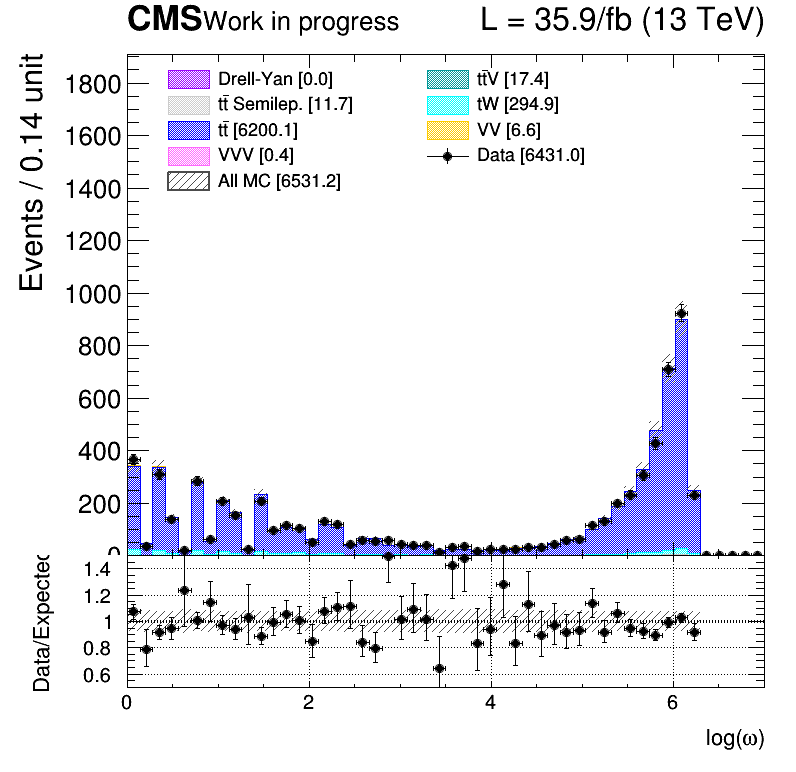 CMS Work in progress L = 35.9/fb (13 TeV)
Events / 0.14 unit
1800
1600
1400
1200
1000
800
600
400
200
0
Drell-Yan [0.0]
tt̄ Semilep. [11.7]
tt̄ [6200.1]
VVV [0.4]
All MC [6531.2]
tt̄V [17.4]
tW [294.9]
VV [6.6]
Data [6431.0]
Data/Expected
1.4
1.2
1
0.8
0.6
0 2 4 6
log(ω)